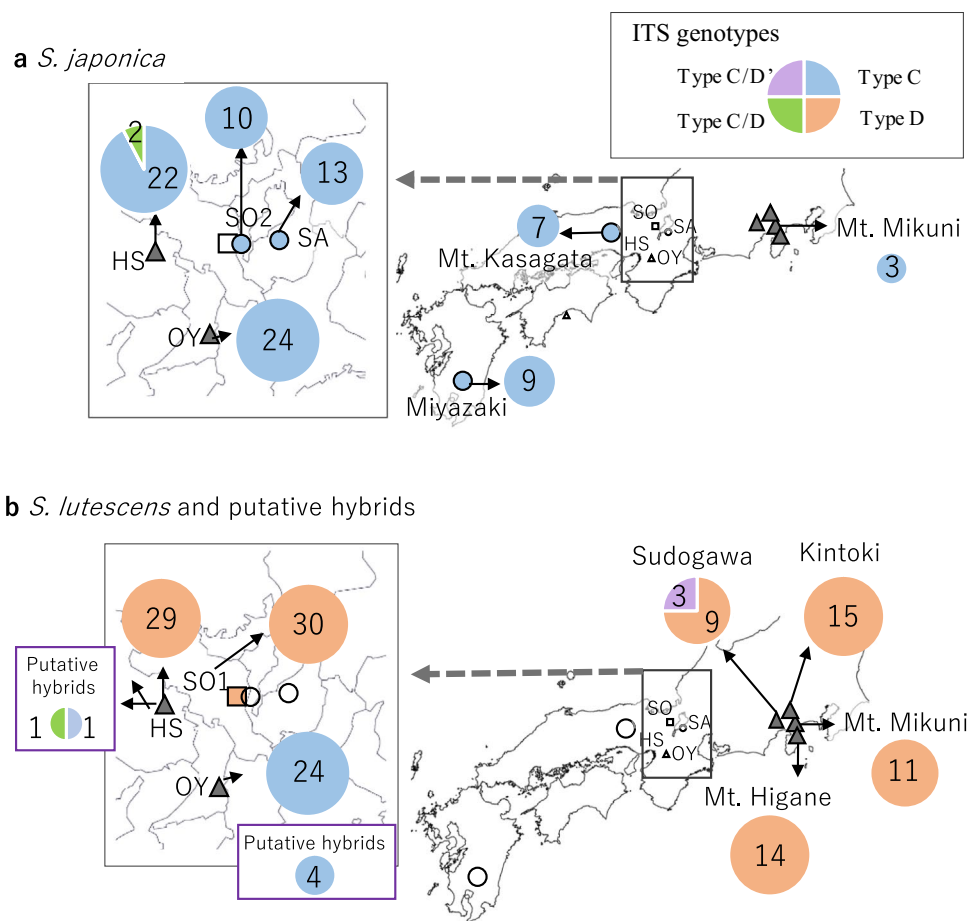 a S. japonica
ITS genotypes
Type C/D’
Type C
Type C/D
Type D
2
22
10
13
SO2
SA
HS
OY
24
7
Mt. Kasagata
SO
SA
HS
OY
Mt. Mikuni
3
Miyazaki
9
b S. lutescens and putative hybrids
29
30
Putative
hybrids
1 1
SO1
HS
OY
24
Putative hybrids
4
Sudogawa
3
9
Kintoki
15
SO
SA
HS
OY
Mt. Mikuni
11
Mt. Higane
14